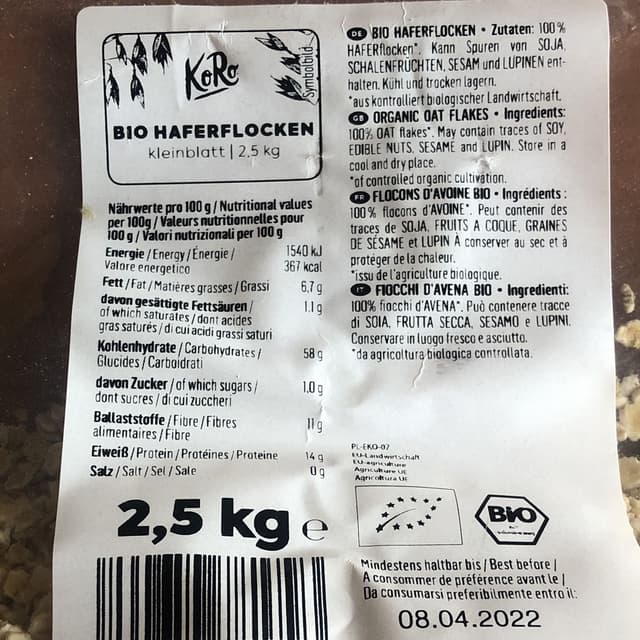 KoRo
Symbolbild
BIO HAFERFLOCKEN
kleinblatt | 2,5 kg
Nährwerte pro 100 g / Nutritional values
per 100g / Valeurs nutritionnelles pour
100 g / Valori nutrizionali per 100 g
Energie / Energy / Énergie / 1540 kJ
Valore energetico 367 kcal
Fett / Fat / Matières grasses / Grassi 6,7 g
davon gesättigte Fettsäuren / 1,1 g
of which saturates / dont acides
gras saturés / di cui acidi grassi saturi
Kohlenhydrate / Carbohydrates / 58 g
Glucides / Carboidrati
davon Zucker / of which sugars / 1,0 g
dont sucres / di cui zuccheri
Ballaststoffe / Fibre / Fibres 11 g
alimentaires / Fibre
Eiweiß / Protein / Protéines / Proteine 14 g
Salz / Salt / Sel / Sale 0 g
2,5 kg e
DE BIO HAFERFLOCKEN • Zutaten: 100%
HAFERflocken*. Kann Spuren von SOJA,
SCHALENFRÜCHTEN, SESAM und LUPINEN ent-
halten. Kühl und trocken lagern.
*aus kontrolliert biologischer Landwirtschaft.
GB ORGANIC OAT FLAKES • Ingredients:
100% OAT flakes*. May contain traces of SOY,
EDIBLE NUTS, SESAME and LUPIN. Store in a
cool and dry place.
*of controlled organic cultivation.
FR FLOCONS D'AVOINE BIO • Ingrédients :
100 % flocons d'AVOINE*. Peut contenir des
traces de SOJA, FRUITS A COQUE, GRAINES
DE SÉSAME et LUPIN À conserver au sec et à
protéger de la chaleur.
*issu de l'agriculture biologique.
IT FIOCCHI D'AVENA BIO • Ingredienti:
100% fiocchi d'AVENA*. Può contenere tracce
di SOIA, FRUTTA SECCA, SESAMO e LUPINI.
Conservare in luogo fresco e asciutto.
*da agricoltura biologica controllata.
PL-EKO-07
EU-Landwirtschaft
EU-agriculture
Agriculture UE
Agricoltura UE
BIO
Mindestens haltbar bis / Best before /
A consommer de préférence avant le /
Da consumarsi preferibilmente entro il:
08.04.2022